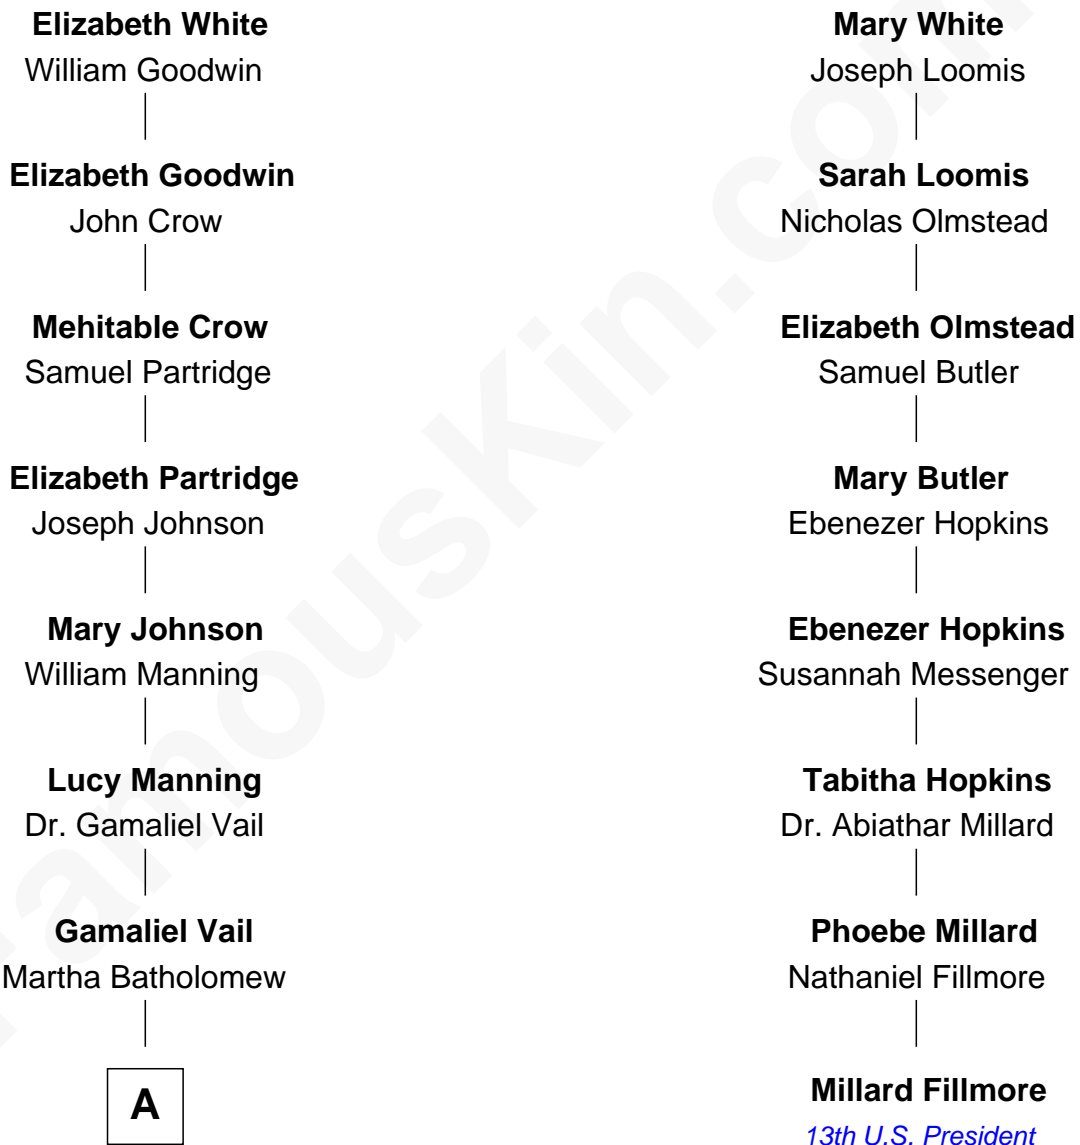 Elizabeth White
William Goodwin
Elizabeth Goodwin
John Crow
Mehitable Crow
Samuel Partridge
Elizabeth Partridge
Joseph Johnson
Mary Johnson
William Manning
Lucy Manning
Dr. Gamaliel Vail
Gamaliel Vail
Martha Batholomew
A
Mary White
Joseph Loomis
Sarah Loomis
Nicholas Olmstead
Elizabeth Olmstead
Samuel Butler
Mary Butler
Ebenezer Hopkins
Ebenezer Hopkins
Susannah Messenger
Tabitha Hopkins
Dr. Abiathar Millard
Phoebe Millard
Nathaniel Fillmore
Millard Fillmore
13th U.S. President
FamousKin.com